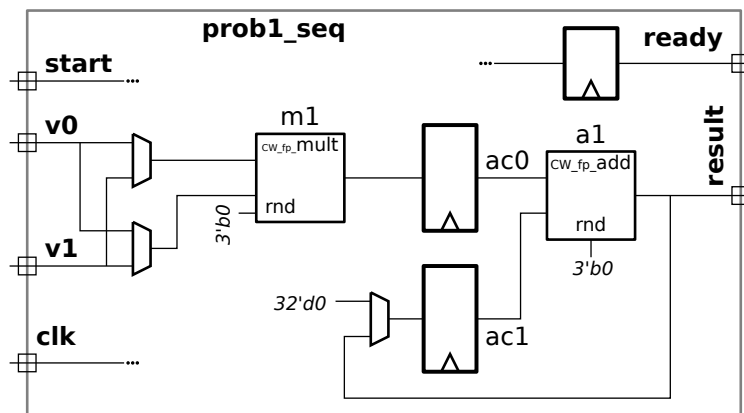 prob1_seq
ready
start
...
...
m1
v0
CW_fp_mult
rnd
3'b0
ac0
a1
CW_fp_add
rnd
3'b0
result
v1
32'd0
ac1
clk
...